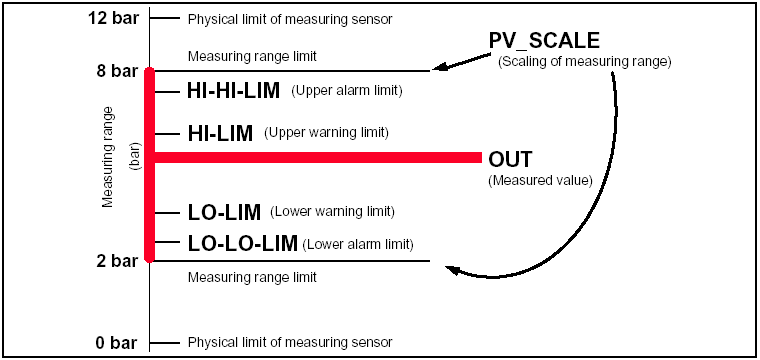 12 bar Physical limit of measuring sensor
PV_SCALE
Measuring range limit
(Scaling of measuring range)
8 bar
HI-HI-LIM (Upper alarm limit)
HI-LIM (Upper warning limit)
Measuring range
(bar)
OUT
(Measured value)
LO-LIM (Lower warning limit)
LO-LO-LIM (Lower alarm limit)
2 bar
Measuring range limit
0 bar Physical limit of measuring sensor